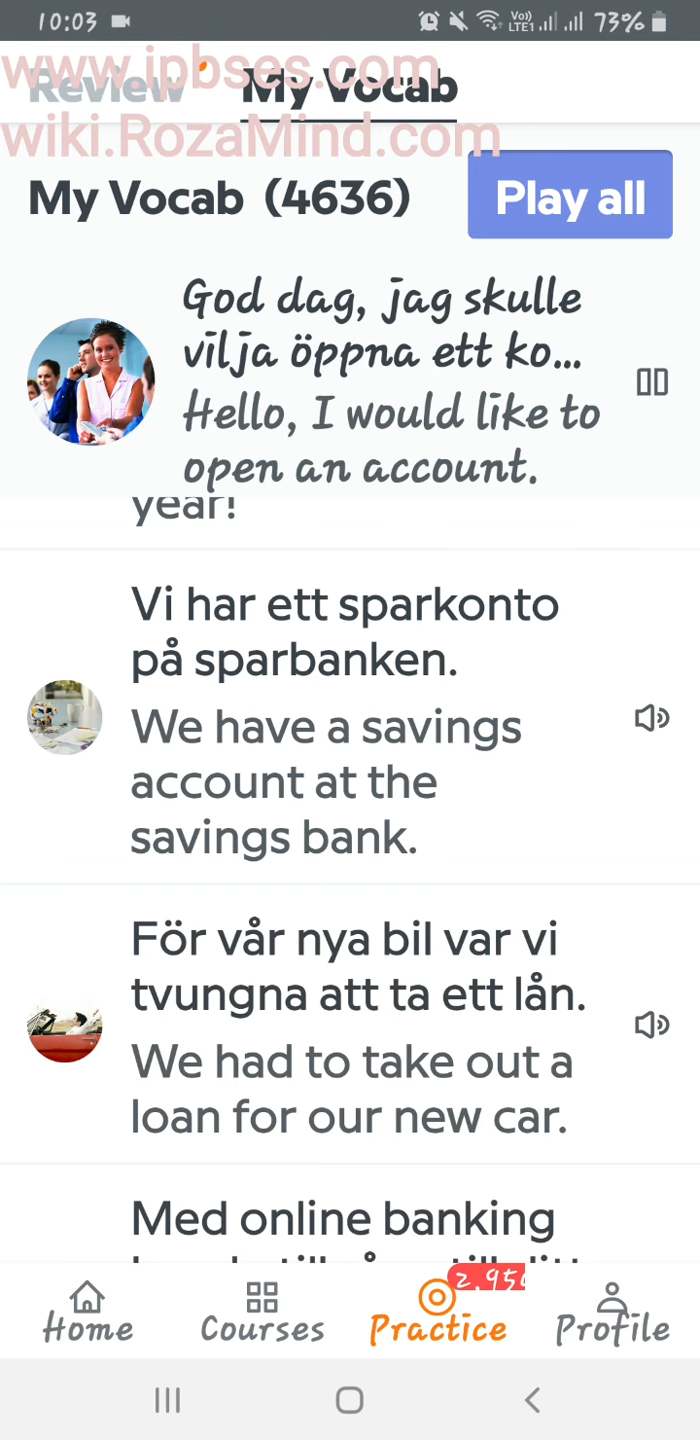 10:03
Vo))
LTE1
73%
www.ipbses.com
Review
My Vocab
wiki.RozaMind.com
My Vocab (4636)
Play all
God dag, jag skulle
vilja öppna ett ko...
Hello, I would like to
open an account.
year!
Vi har ett sparkonto
på sparbanken.
We have a savings
account at the
savings bank.
För vår nya bil var vi
tvungna att ta ett lån.
We had to take out a
loan for our new car.
Med online banking
Home
Courses
Practice
Profile